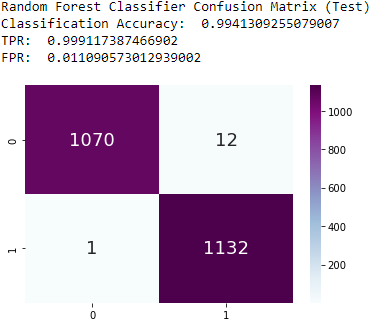 Random Forest Classifier Confusion Matrix (Test)
Classification Accuracy:  0.9941309255079007
TPR:  0.999117387466902
FPR:  0.011090573012939002
0 1070 12
1 1 1132
0 1
1000
800
600
400
200